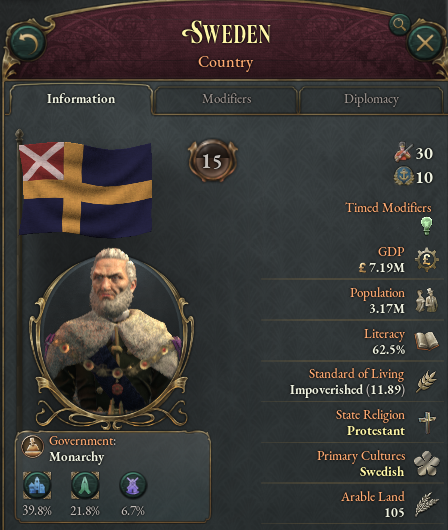 SWEDEN
Country
Information
Modifiers
Diplomacy
15
30
10
Timed Modifiers
GDP
£ 7.19M
Population
3.17M
Literacy
62.5%
Standard of Living
Impoverished (11.89)
State Religion
Protestant
Primary Cultures
Swedish
Arable Land
105
Government:
Monarchy
39.8% 21.8% 6.7%